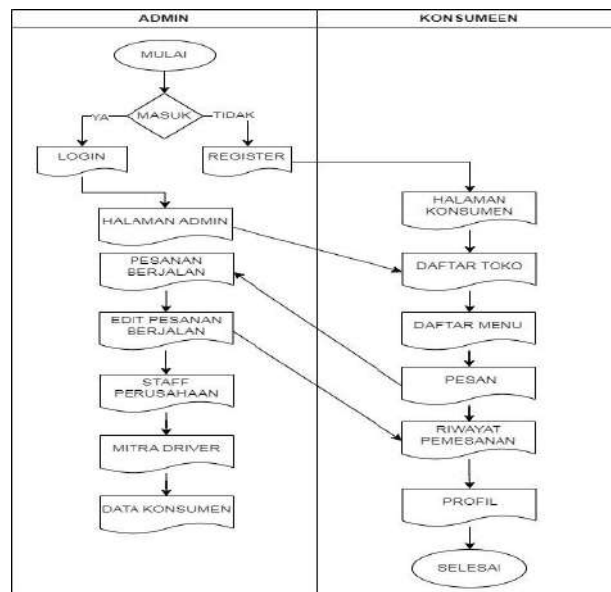 ADMIN
KONSUMEEN
MULAI
MASUK
YA
TIDAK
LOGIN
REGISTER
HALAMAN ADMIN
HALAMAN
KONSUMEN
PESANAN
BERJALAN
DAFTAR TOKO
EDIT PESANAN
BERJALAN
DAFTAR MENU
STAFF
PERUSAHAAN
PESAN
MITRA DRIVER
RIWAYAT
PEMESANAN
DATA KONSUMEN
PROFIL
SELESAI